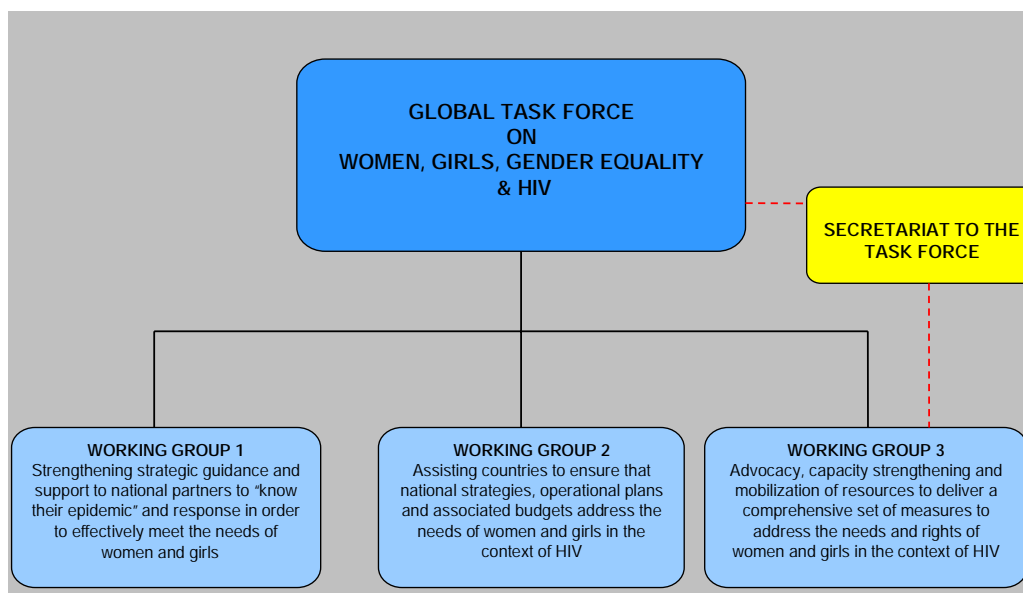 GLOBAL TASK FORCE
ON
WOMEN, GIRLS, GENDER EQUALITY
& HIV
SECRETARIAT TO THE
TASK FORCE
WORKING GROUP 1
Strengthening strategic guidance and
support to national partners to “know
their epidemic” and response in order
to effectively meet the needs of
women and girls
WORKING GROUP 2
Assisting countries to ensure that
national strategies, operational plans
and associated budgets address the
needs of women and girls in the
context of HIV
WORKING GROUP 3
Advocacy, capacity strengthening and
mobilization of resources to deliver a
comprehensive set of measures to
address the needs and rights of
women and girls in the context of HIV